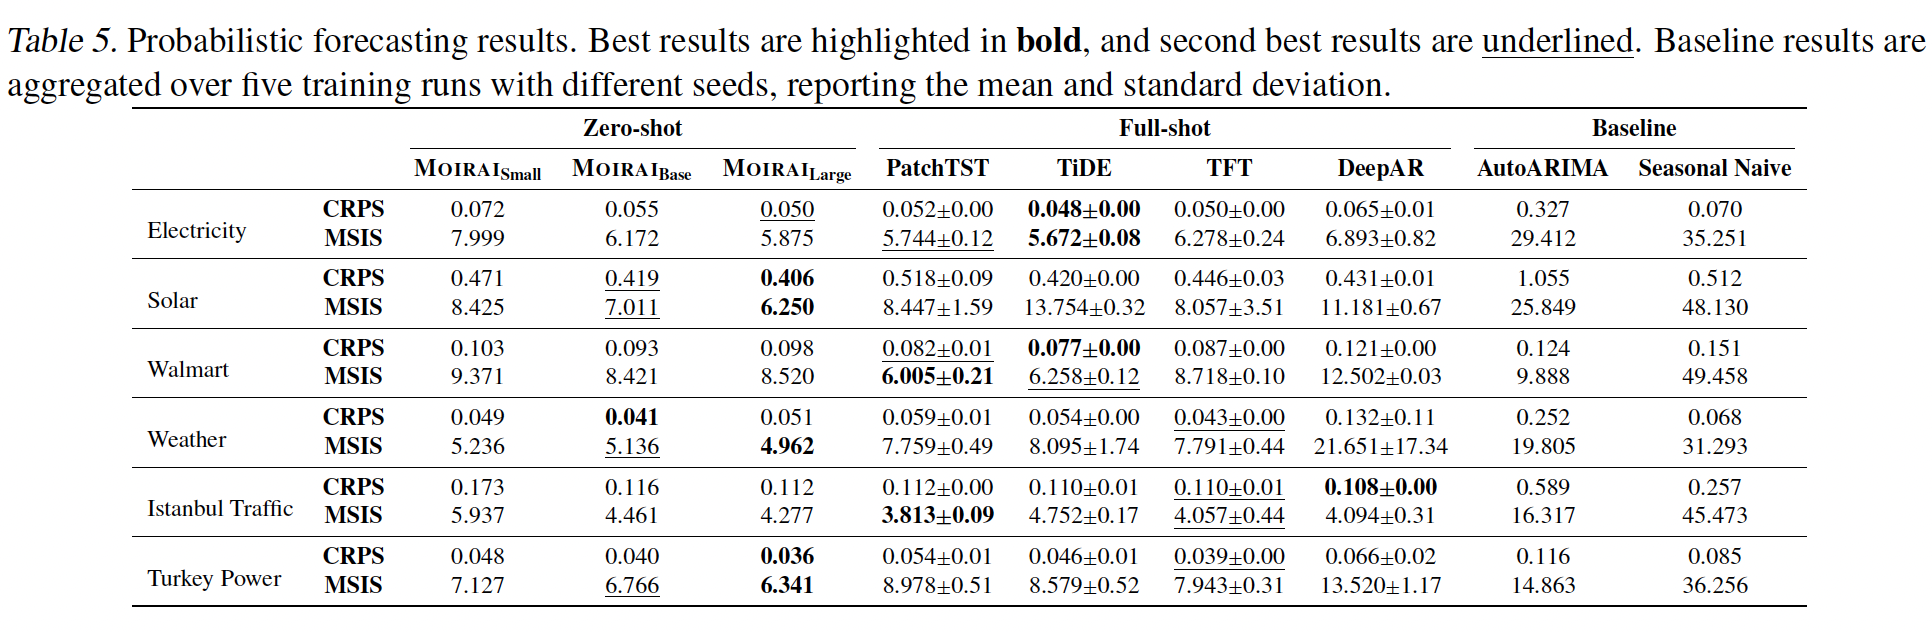 Table 5. Probabilistic forecasting results. Best results are highlighted in bold, and second best results are underlined. Baseline results are
aggregated over five training runs with different seeds, reporting the mean and standard deviation.
Zero-shot Full-shot Baseline
MOIRAISmall MOIRAIBase MOIRAILarge PatchTST TiDE TFT DeepAR AutoARIMA Seasonal Naive
Electricity
CRPS 0.072 0.055 0.050 0.052±0.00 0.048±0.00 0.050±0.00 0.065±0.01 0.327 0.070
MSIS 7.999 6.172 5.875 5.744±0.12 5.672±0.08 6.278±0.24 6.893±0.82 29.412 35.251
Solar
CRPS 0.471 0.419 0.406 0.518±0.09 0.420±0.00 0.446±0.03 0.431±0.01 1.055 0.512
MSIS 8.425 7.011 6.250 8.447±1.59 13.754±0.32 8.057±3.51 11.181±0.67 25.849 48.130
Walmart
CRPS 0.103 0.093 0.098 0.082±0.01 0.077±0.00 0.087±0.00 0.121±0.00 0.124 0.151
MSIS 9.371 8.421 8.520 6.005±0.21 6.258±0.12 8.718±0.10 12.502±0.03 9.888 49.458
Weather
CRPS 0.049 0.041 0.051 0.059±0.01 0.054±0.00 0.043±0.00 0.132±0.11 0.252 0.068
MSIS 5.236 5.136 4.962 7.759±0.49 8.095±1.74 7.791±0.44 21.651±17.34 19.805 31.293
Istanbul Traffic
CRPS 0.173 0.116 0.112 0.112±0.00 0.110±0.01 0.110±0.01 0.108±0.00 0.589 0.257
MSIS 5.937 4.461 4.277 3.813±0.09 4.752±0.17 4.057±0.44 4.094±0.31 16.317 45.473
Turkey Power
CRPS 0.048 0.040 0.036 0.054±0.01 0.046±0.01 0.039±0.00 0.066±0.02 0.116 0.085
MSIS 7.127 6.766 6.341 8.978±0.51 8.579±0.52 7.943±0.31 13.520±1.17 14.863 36.256